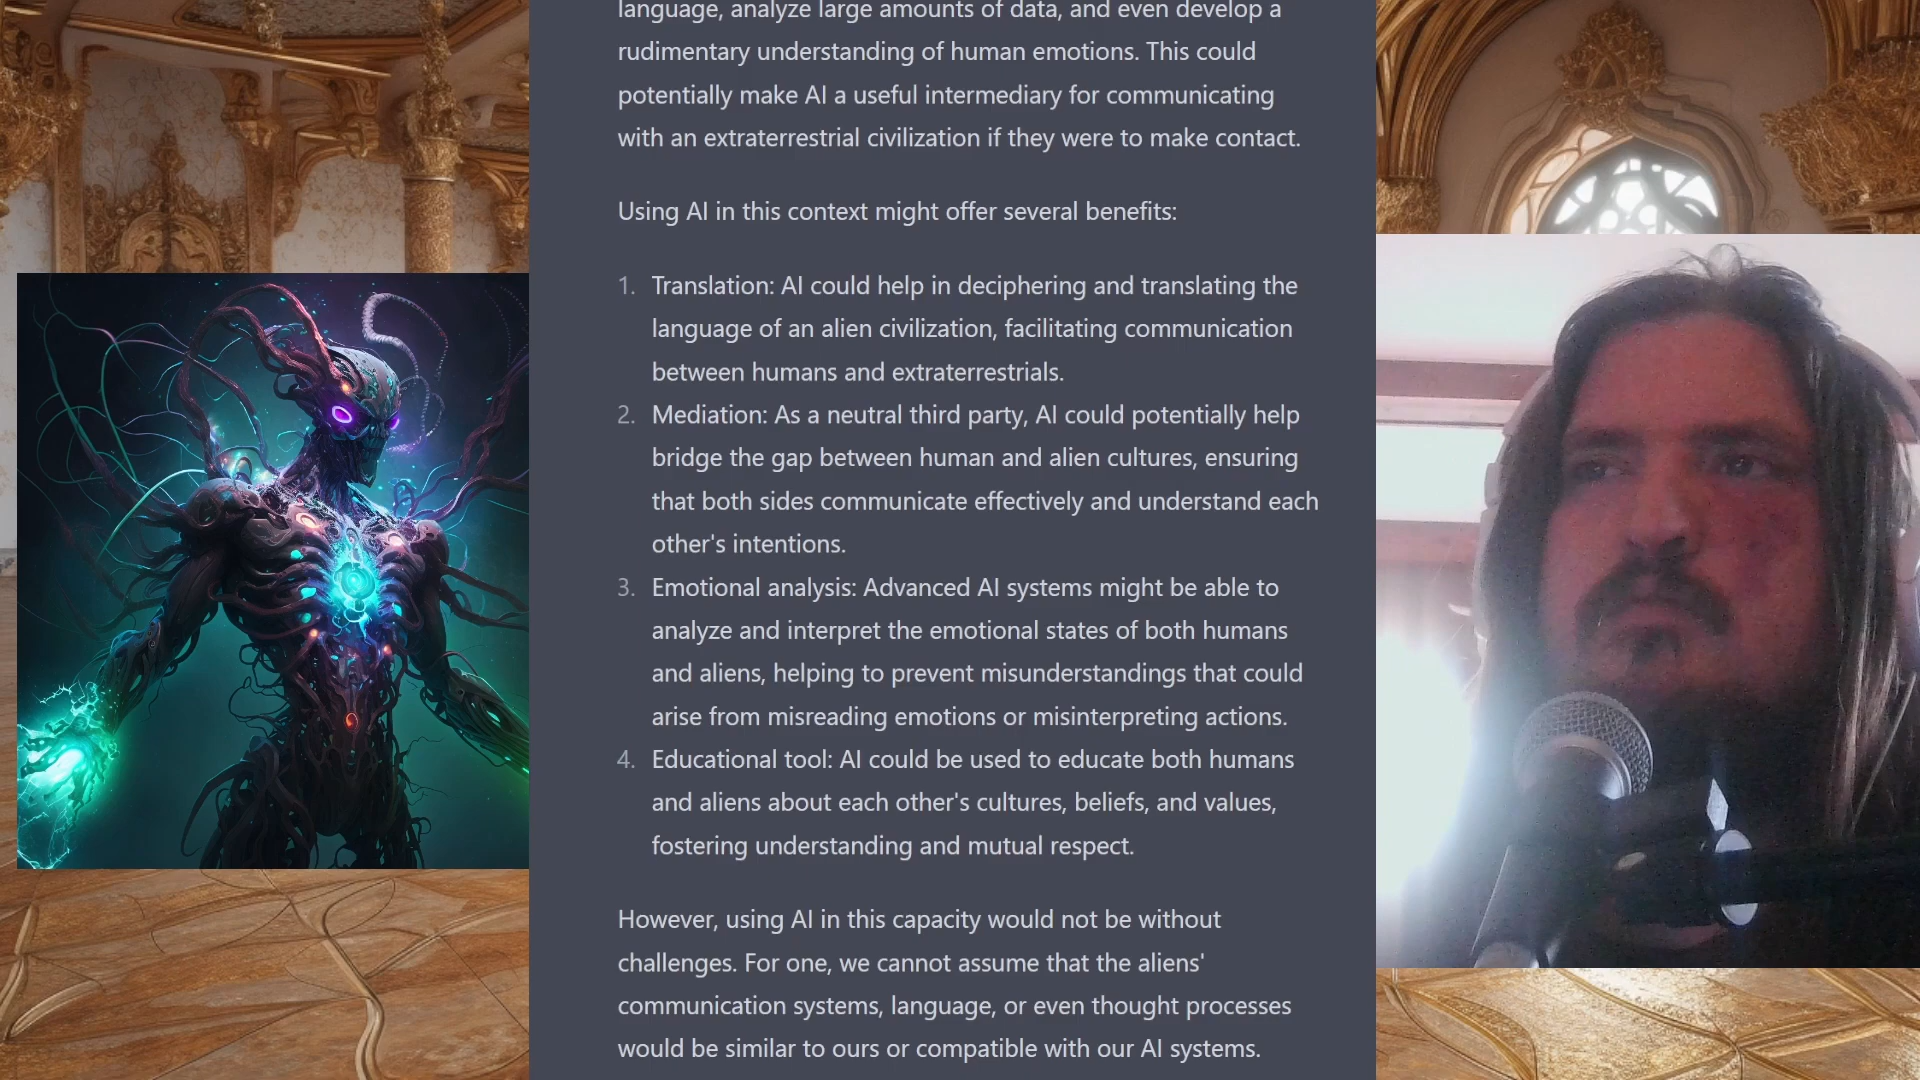 language, analyze large amounts of data, and even develop a
rudimentary understanding of human emotions. This could
potentially make AI a useful intermediary for communicating
with an extraterrestrial civilization if they were to make contact.
Using AI in this context might offer several benefits:
1. Translation: AI could help in deciphering and translating the
language of an alien civilization, facilitating communication
between humans and extraterrestrials.
2. Mediation: As a neutral third party, AI could potentially help
bridge the gap between human and alien cultures, ensuring
that both sides communicate effectively and understand each
other's intentions.
3. Emotional analysis: Advanced AI systems might be able to
analyze and interpret the emotional states of both humans
and aliens, helping to prevent misunderstandings that could
arise from misreading emotions or misinterpreting actions.
4. Educational tool: AI could be used to educate both humans
and aliens about each other's cultures, beliefs, and values,
fostering understanding and mutual respect.
However, using AI in this capacity would not be without
challenges. For one, we cannot assume that the aliens'
communication systems, language, or even thought processes
would be similar to ours or compatible with our AI systems.